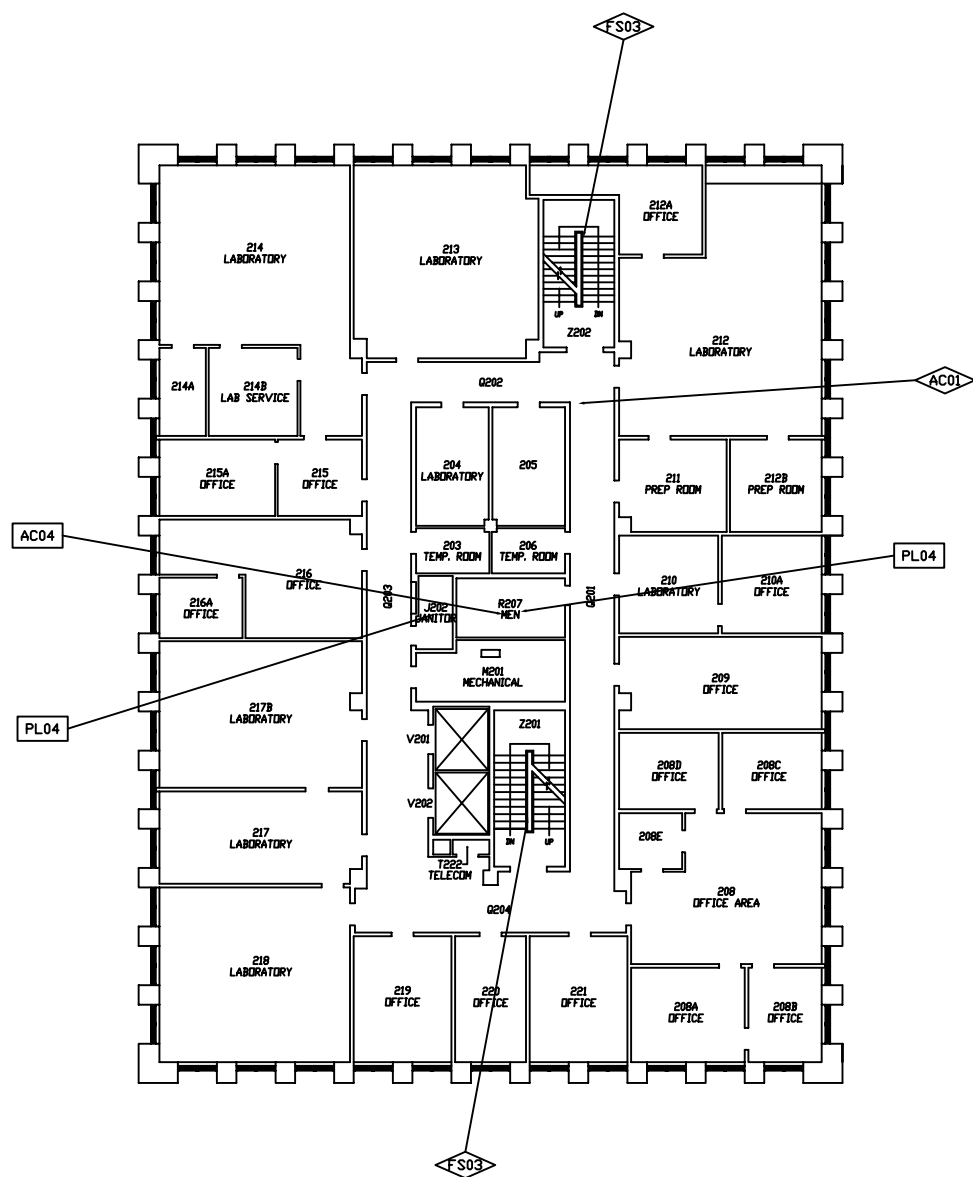 FS03
212A
OFFICE
214
LABORATORY
213
LABORATORY
UP
DN
Z202
212
LABORATORY
Q202
AC01
214A
214B
LAB SERVICE
204
LABORATORY
205
215A
OFFICE
215
OFFICE
211
PREP ROOM
212B
PREP ROOM
AC04
203
TEMP. ROOM
206
TEMP. ROOM
PL04
216
OFFICE
210
LABORATORY
210A
OFFICE
Q203
Q201
216A
OFFICE
J202
JANITOR
R207
MEN
M201
MECHANICAL
209
OFFICE
217B
LABORATORY
PL04
V201
Z201
208D
OFFICE
208C
OFFICE
V202
DN
UP
217
LABORATORY
208E
T222
TELECOM
208
OFFICE AREA
Q204
218
LABORATORY
219
OFFICE
220
OFFICE
221
OFFICE
208A
OFFICE
208B
OFFICE
FS03